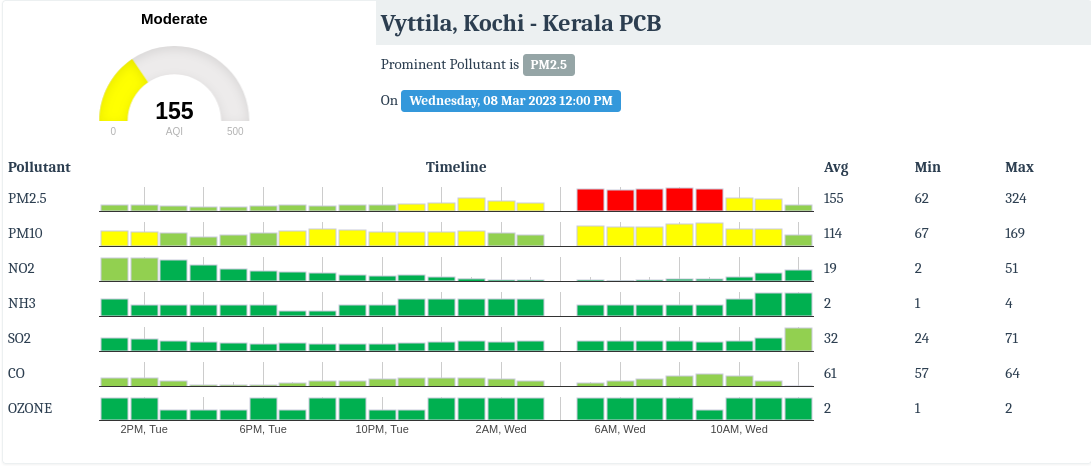 Moderate
155
0 AQI 500
Vyttila, Kochi - Kerala PCB
Prominent Pollutant is PM2.5
On Wednesday, 08 Mar 2023 12:00 PM
Pollutant Timeline Avg Min Max
PM2.5 155 62 324
PM10 114 67 169
NO2 19 2 51
NH3 2 1 4
SO2 32 24 71
CO 61 57 64
OZONE 2 1 2
2PM, Tue 6PM, Tue 10PM, Tue 2AM, Wed 6AM, Wed 10AM, Wed